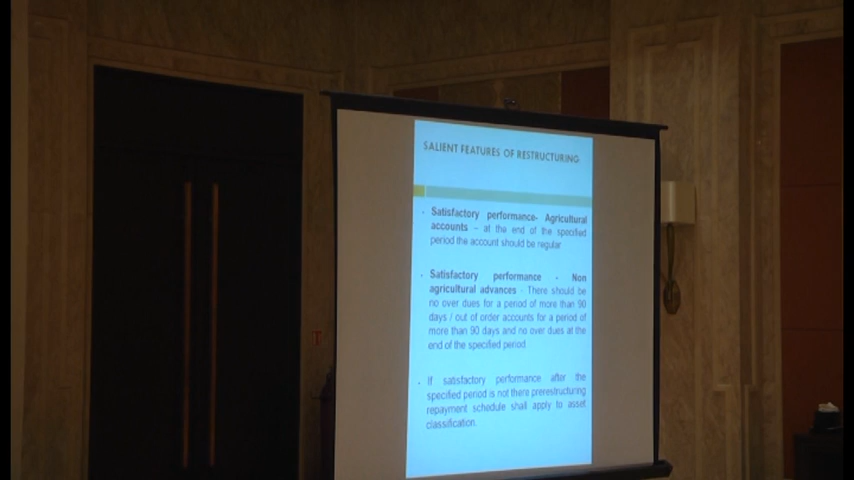 SALIENT FEATURES OF RESTRUCTURING
Satisfactory performance- Agricultural
accounts – at the end of the specified
period the account should be regular
Satisfactory performance - Non
agricultural advances - There should be
no over dues for a period of more than 90
days / out of order accounts for a period of
more than 90 days and no over dues at the
end of the specified period
If satisfactory performance after the
specified period is not there prerestructuring
repayment schedule shall apply to asset
classification.